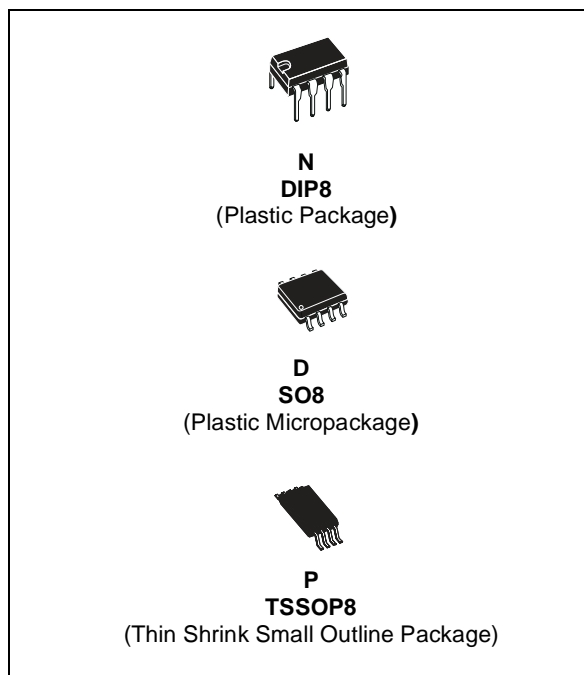 N
DIP8
(Plastic Package)
D
SO8
(Plastic Micropackage)
P
TSSOP8
(Thin Shrink Small Outline Package)